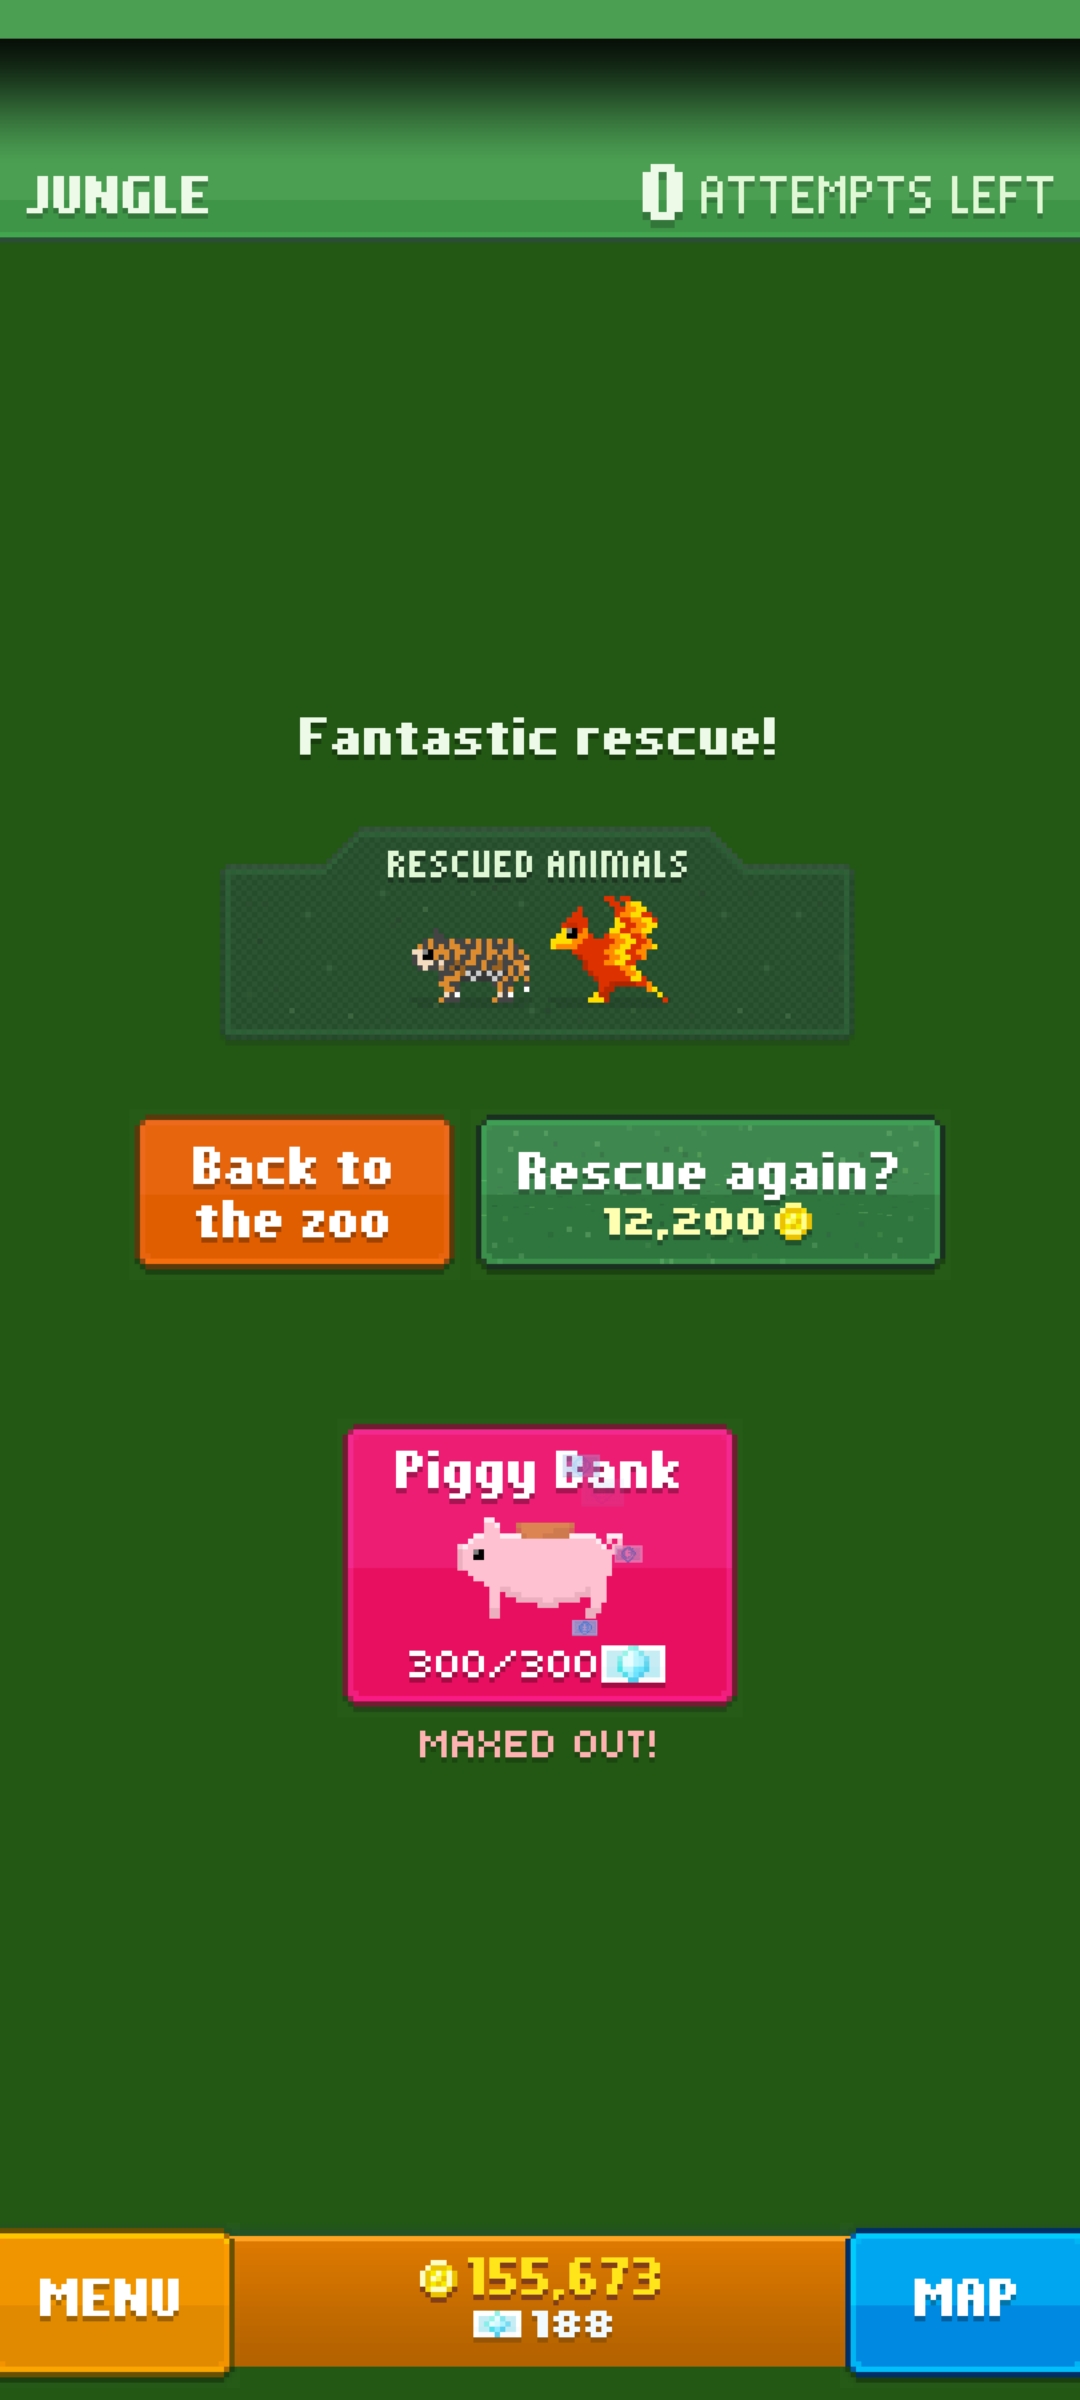 JUNGLE
0 ATTEMPTS LEFT
Fantastic rescue!
RESCUED ANIMALS
Back to
the zoo
Rescue again?
12,200
Piggy Bank
300/300
MAXED OUT!
MENU
155,673
188
MAP